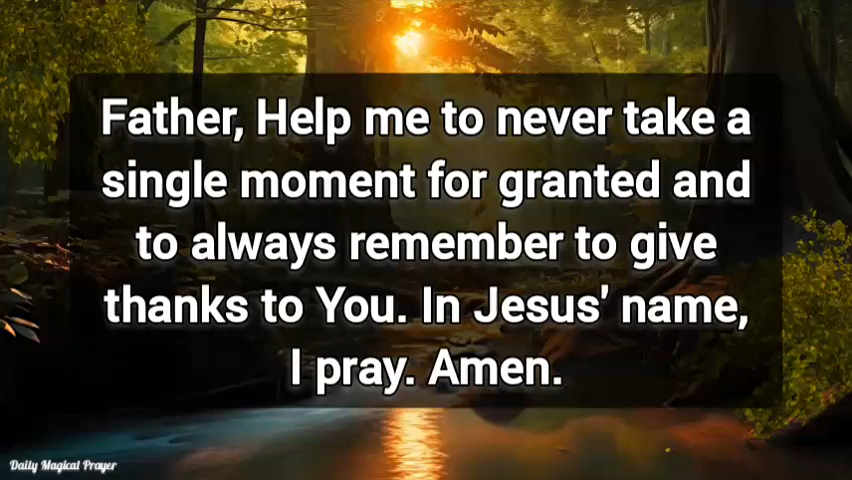 Father, Help me to never take a
single moment for granted and
to always remember to give
thanks to You. In Jesus' name,
I pray. Amen.
Daily Magical Prayer